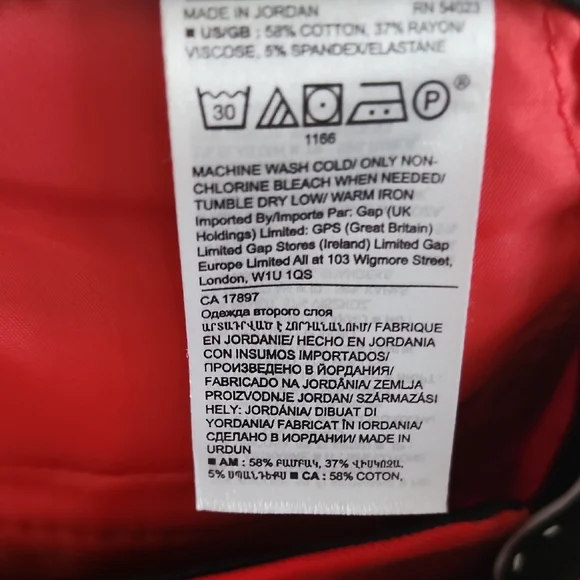 MADE IN JORDAN RN 54023
■ US/GB : 58% COTTON, 37% RAYON/
VISCOSE, 5% SPANDEX/ELASTANE
30 P ®
1166
MACHINE WASH COLD/ ONLY NON-
CHLORINE BLEACH WHEN NEEDED/
TUMBLE DRY LOW/ WARM IRON
Imported By/Importe Par: Gap (UK
Holdings) Limited: GPS (Great Britain)
Limited Gap Stores (Ireland) Limited Gap
Europe Limited All at 103 Wigmore Street,
London, W1U 1QS
CA 17897
Одежда второго слоя
ԱՐՏԱԴՐՎԱԾ Է ՀՈՐԴԱՆԱՆՈՒՄ/ FABRIQUE
EN JORDANIE/ HECHO EN JORDANIA
CON INSUMOS IMPORTADOS/
ПРОИЗВЕДЕНО В ЙОРДАНИЯ/
FABRICADO NA JORDÂNIA/ ZEMLJA
PROIZVODNJE JORDAN/ SZÁRMAZÁSI
HELY: JORDÁNIA/ DIBUAT DI
YORDANIA/ FABRICAT ÎN IORDANIA/
СДЕЛАНО В ИОРДАНИИ/ MADE IN
URDUN
■ AM : 58% ԲԱՄԲԱԿ, 37% ՎԻՍԿՈԶԱ,
5% ՍՊԱՆԴԵՔՍ ■ CA : 58% COTON,